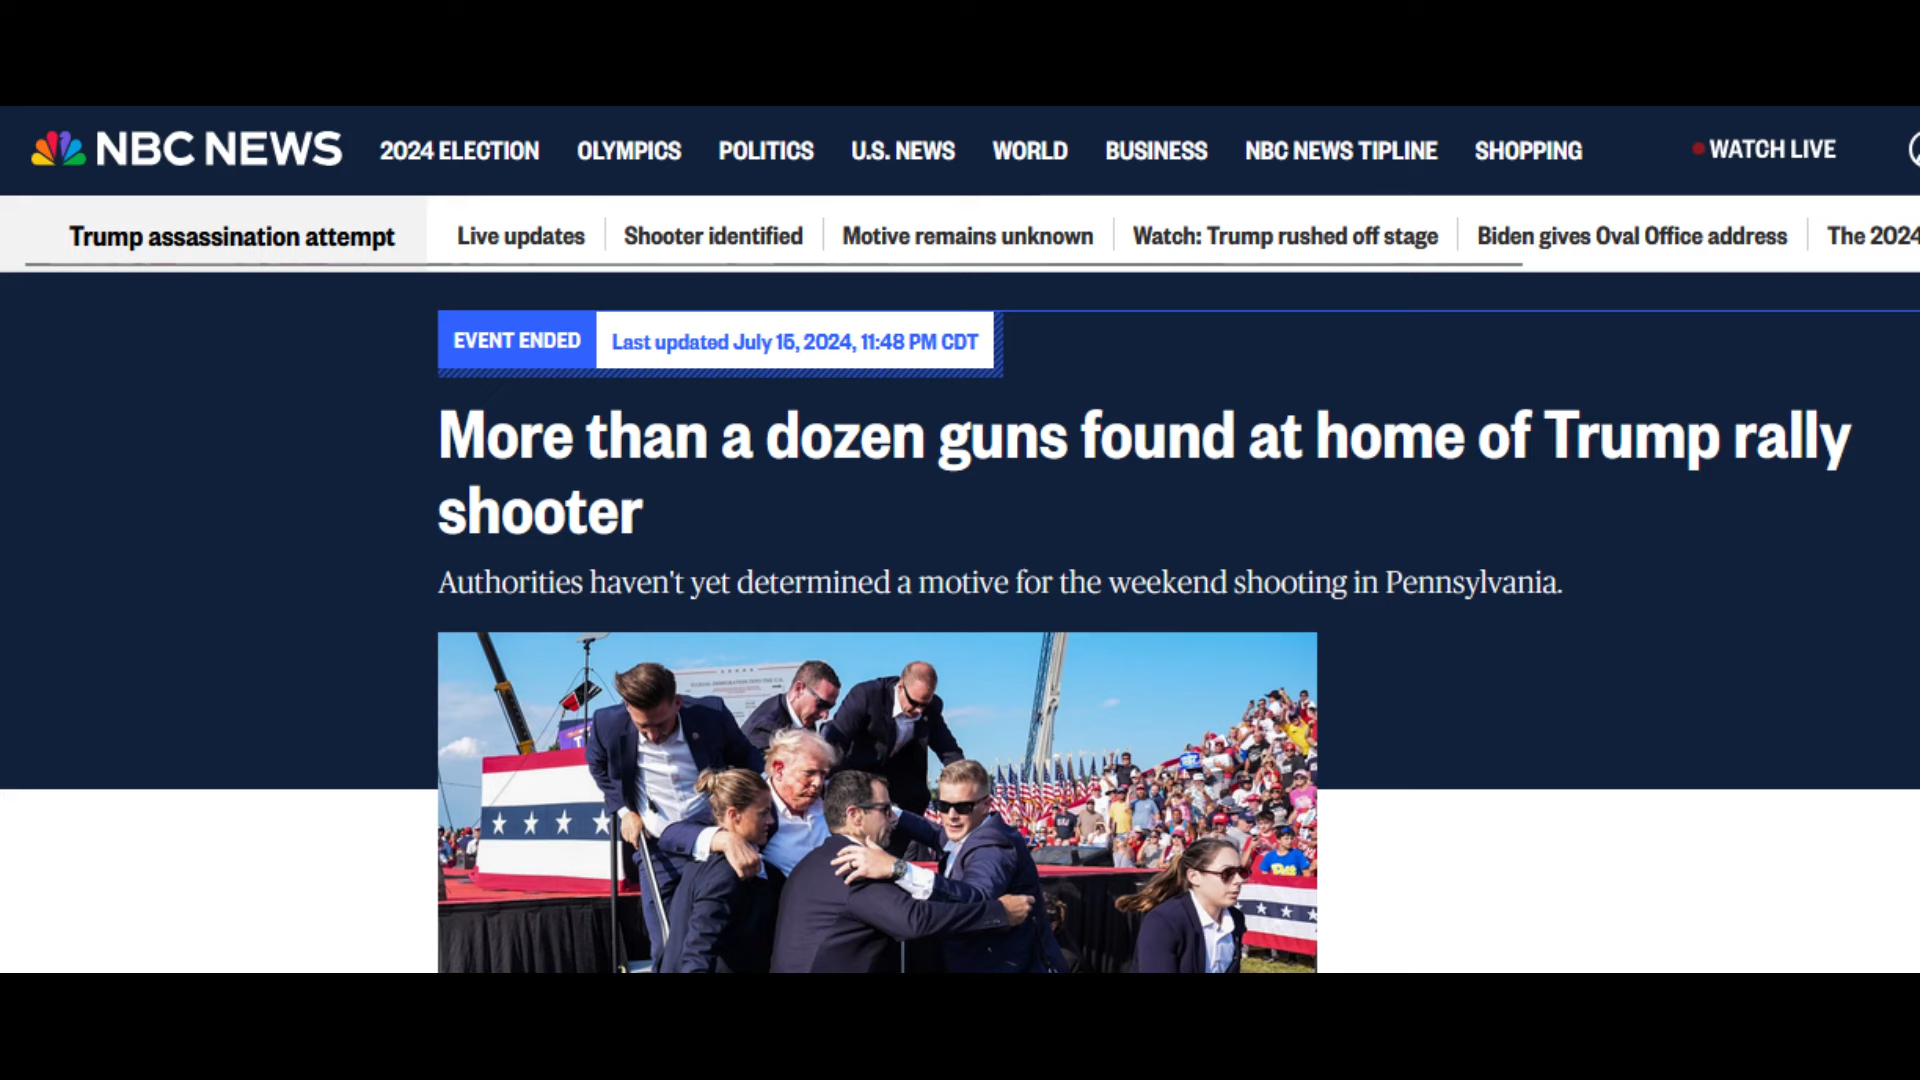 NBC NEWS
2024 ELECTION
OLYMPICS
POLITICS
U.S. NEWS
WORLD
BUSINESS
NBC NEWS TIPLINE
SHOPPING
WATCH LIVE
Trump assassination attempt
Live updates
Shooter identified
Motive remains unknown
Watch: Trump rushed off stage
Biden gives Oval Office address
The 2024
EVENT ENDED
Last updated July 15, 2024, 11:48 PM CDT
More than a dozen guns found at home of Trump rally
shooter
Authorities haven't yet determined a motive for the weekend shooting in Pennsylvania.